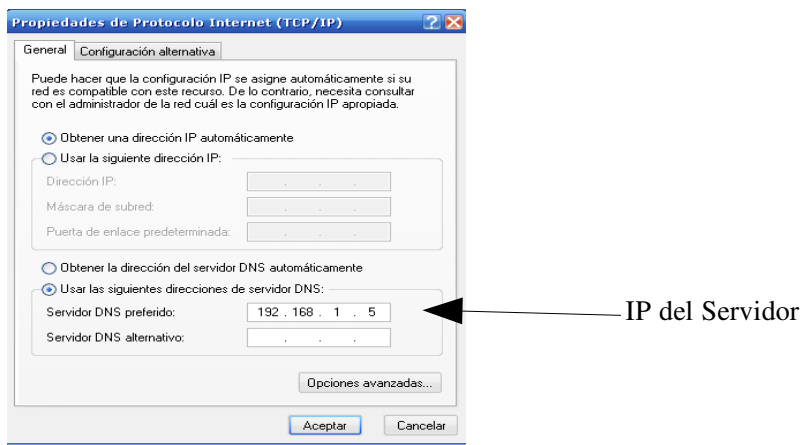 Propiedades de Protocolo Internet (TCP/IP)
General
Configuración alternativa
Puede hacer que la configuración IP se asigne automáticamente si su
red es compatible con este recurso. De lo contrario, necesita consultar
con el administrador de la red cuál es la configuración IP apropiada.
Obtener una dirección IP automáticamente
Usar la siguiente dirección IP:
Dirección IP:
Máscara de subred:
Puerta de enlace predeterminada:
Obtener la dirección del servidor DNS automáticamente
Usar las siguientes direcciones de servidor DNS:
Servidor DNS preferido: 192 . 168 . 1 . 5
IP del Servidor
Servidor DNS alternativo:
Opciones avanzadas...
Aceptar
Cancelar